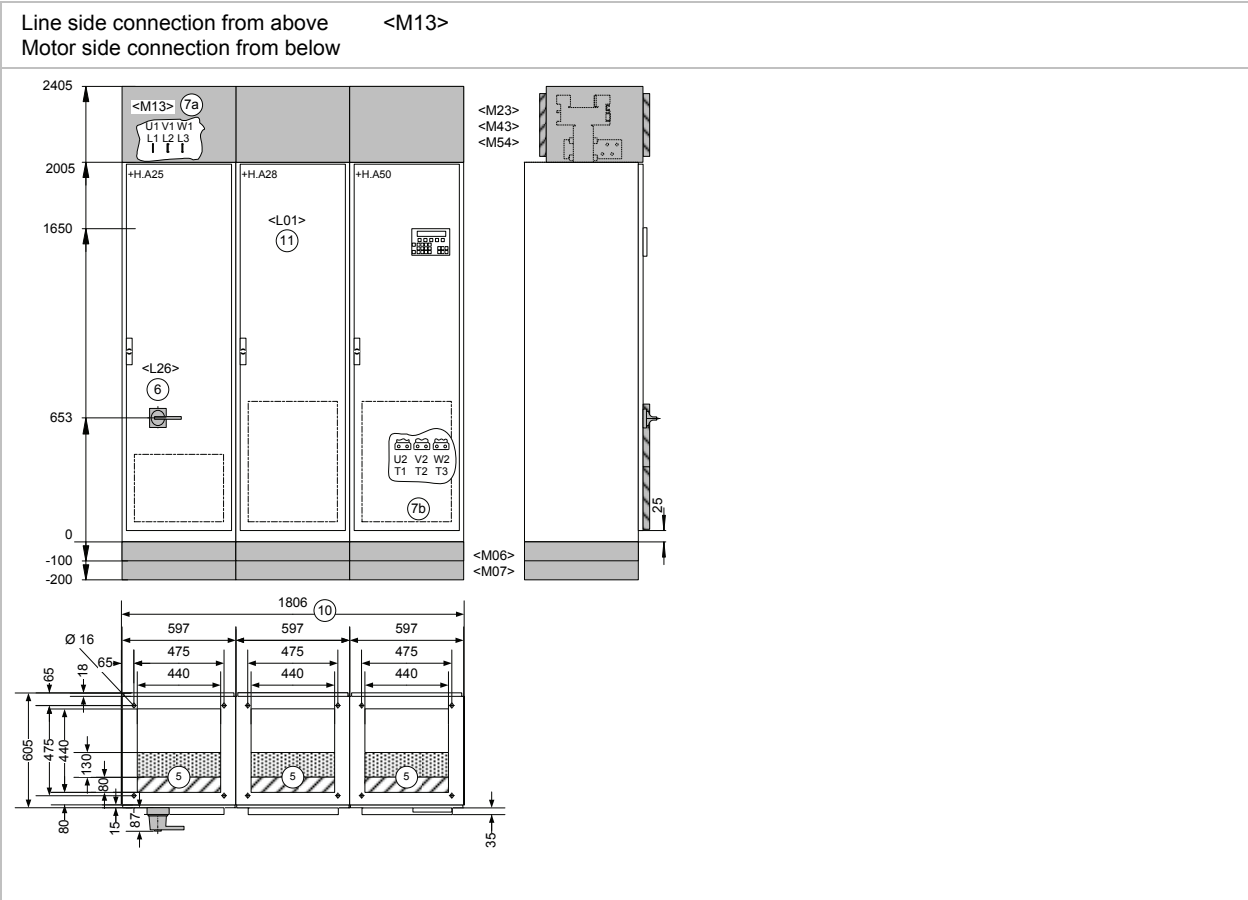 Line side connection from above <M13>
Motor side connection from below
2405
<M13> 7a
U1 V1 W1
L1 L2 L3
<M23>
<M43>
<M54>
2005
+H.A25 +H.A28 +H.A50
1650
<L01>
11
<L26>
6
653
U2 V2 W2
T1 T2 T3
7b
25
0
-100
-200
<M06>
<M07>
1806 10
597 597 597
Ø 16
65 475 475 475
440 440 440
65 18
605 475 440 130 80
5 5 5
80 15 87 35